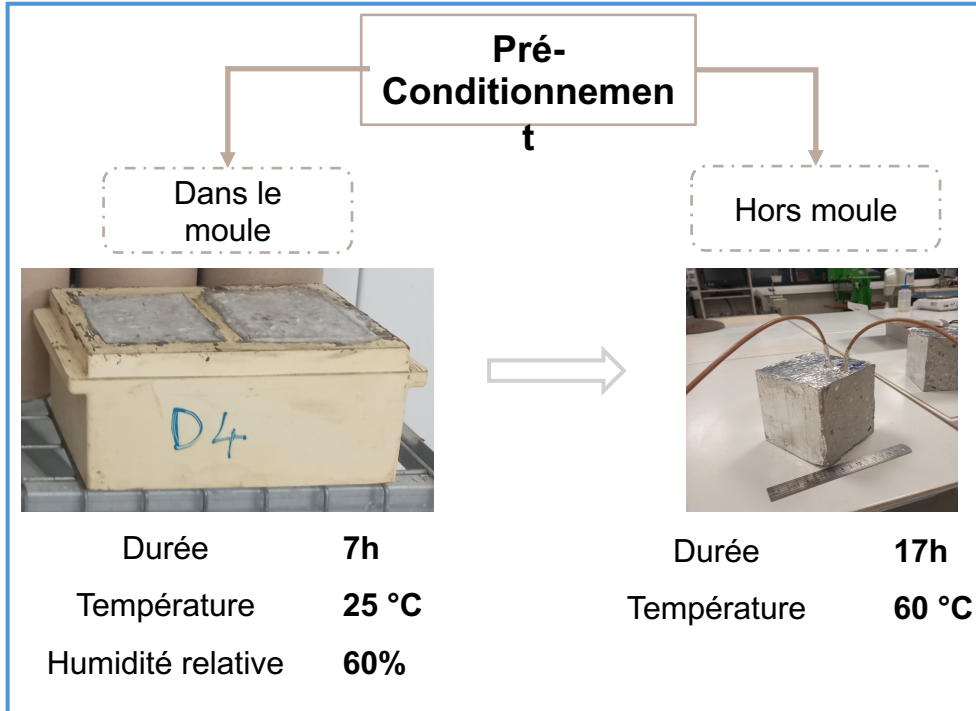 Pré-
Conditionnemen
t
Dans le
moule
Hors moule
D4
Durée 7h
Température 25 °C
Humidité relative 60%
Durée 17h
Température 60 °C